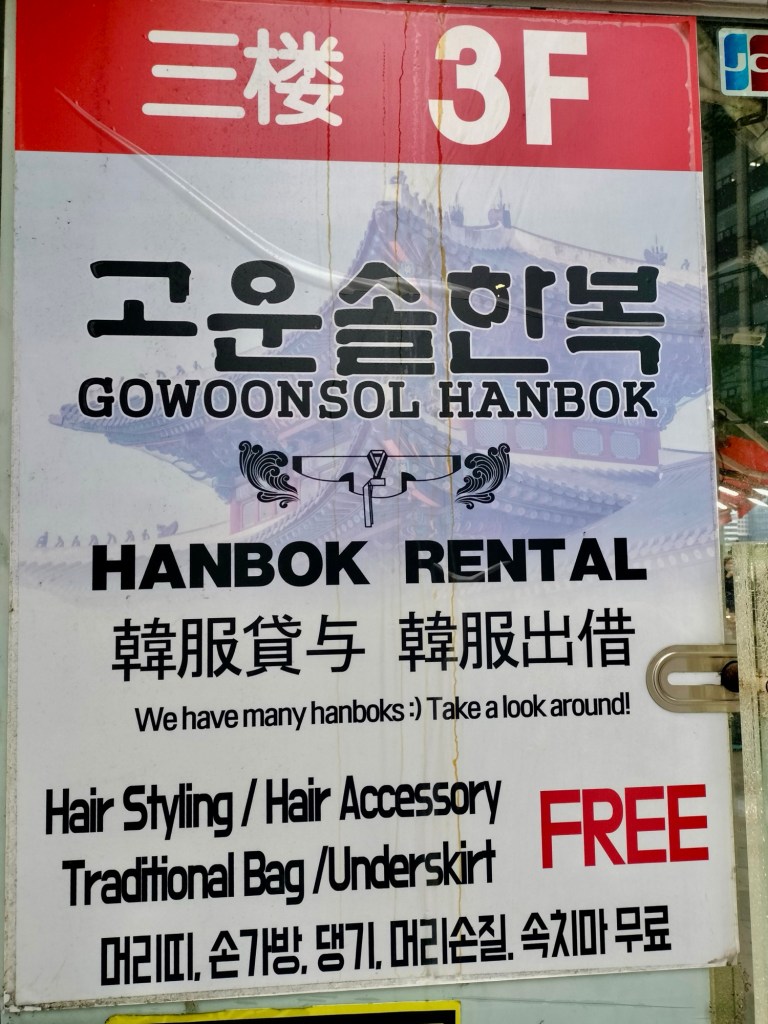 三楼 3F
고운솔한복
GOWOONSOL HANBOK
HANBOK RENTAL
韓服貸与 韓服出借
We have many hanboks :) Take a look around!
Hair Styling / Hair Accessory
Traditional Bag /Underskirt
FREE
머리띠, 손가방, 댕기, 머리손질, 속치마 무료